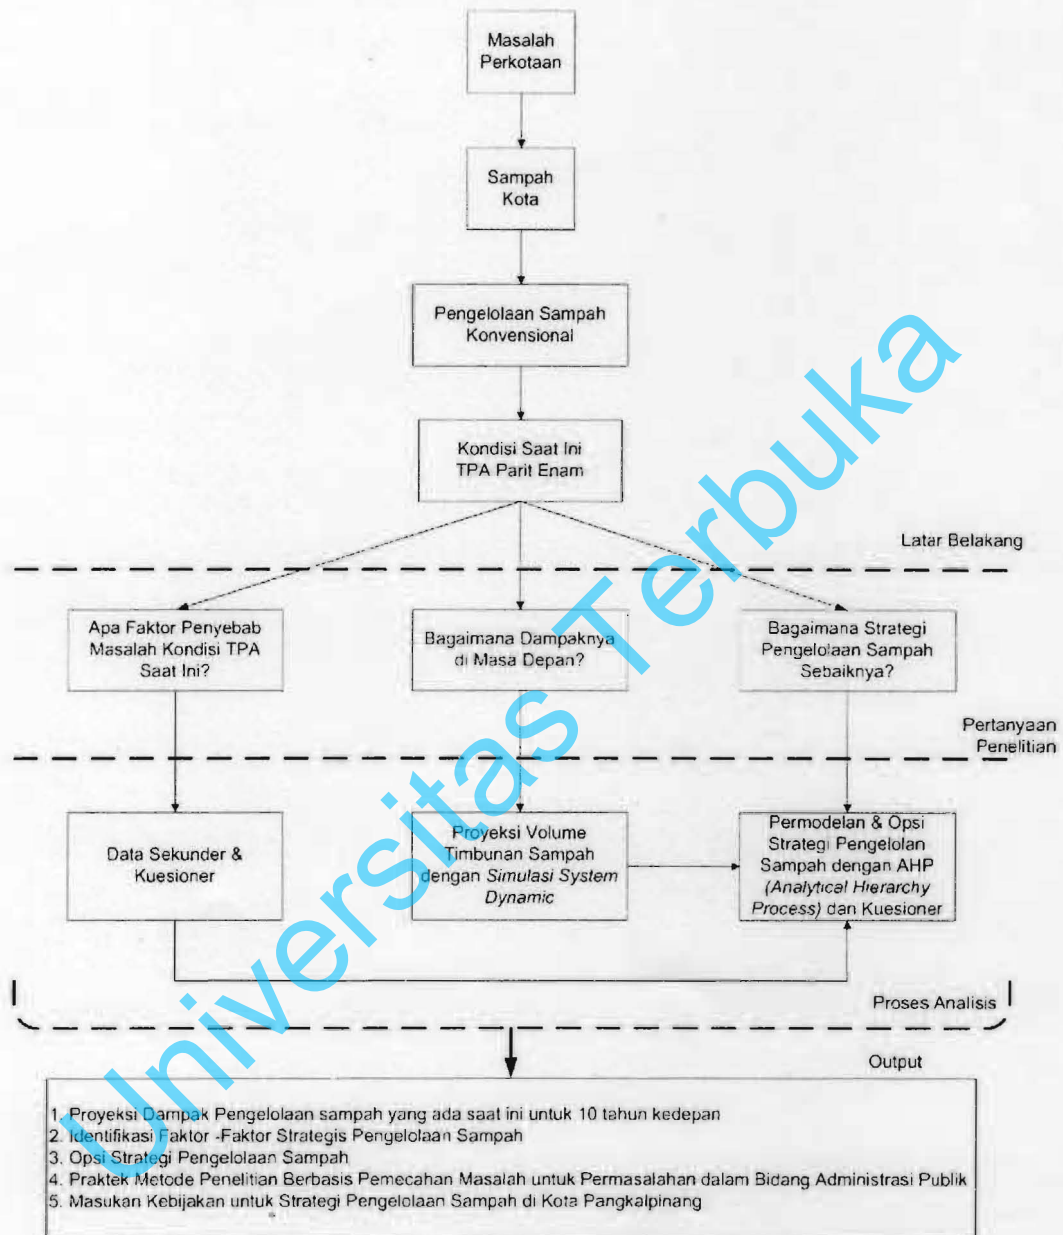 Masalah
Perkotaan
Sampah
Kota
Pengelolaan Sampah
Konvensional
Kondisi Saat Ini
TPA Parit Enam
Latar Belakang
Apa Faktor Penyebab
Masalah Kondisi TPA
Saat Ini?
Bagaimana Dampaknya
di Masa Depan?
Bagaimana Strategi
Pengelolaan Sampah
Sebaiknya?
Pertanyaan
Penelitian
Data Sekunder &
Kuesioner
Proyeksi Volume
Timbunan Sampah
dengan Simulasi System
Dynamic
Permodelan & Opsi
Strategi Pengelolan
Sampah dengan AHP
(Analytical Hierarchy
Process) dan Kuesioner
Proses Analisis
Output
1. Proyeksi Dampak Pengelolaan sampah yang ada saat ini untuk 10 tahun kedepan
2. Identifikasi Faktor -Faktor Strategis Pengelolaan Sampah
3. Opsi Strategi Pengelolaan Sampah
4. Praktek Metode Penelitian Berbasis Pemecahan Masalah untuk Permasalahan dalam Bidang Administrasi Publik
5. Masukan Kebijakan untuk Strategi Pengelolaan Sampah di Kota Pangkalpinang
Universitas Terbuka